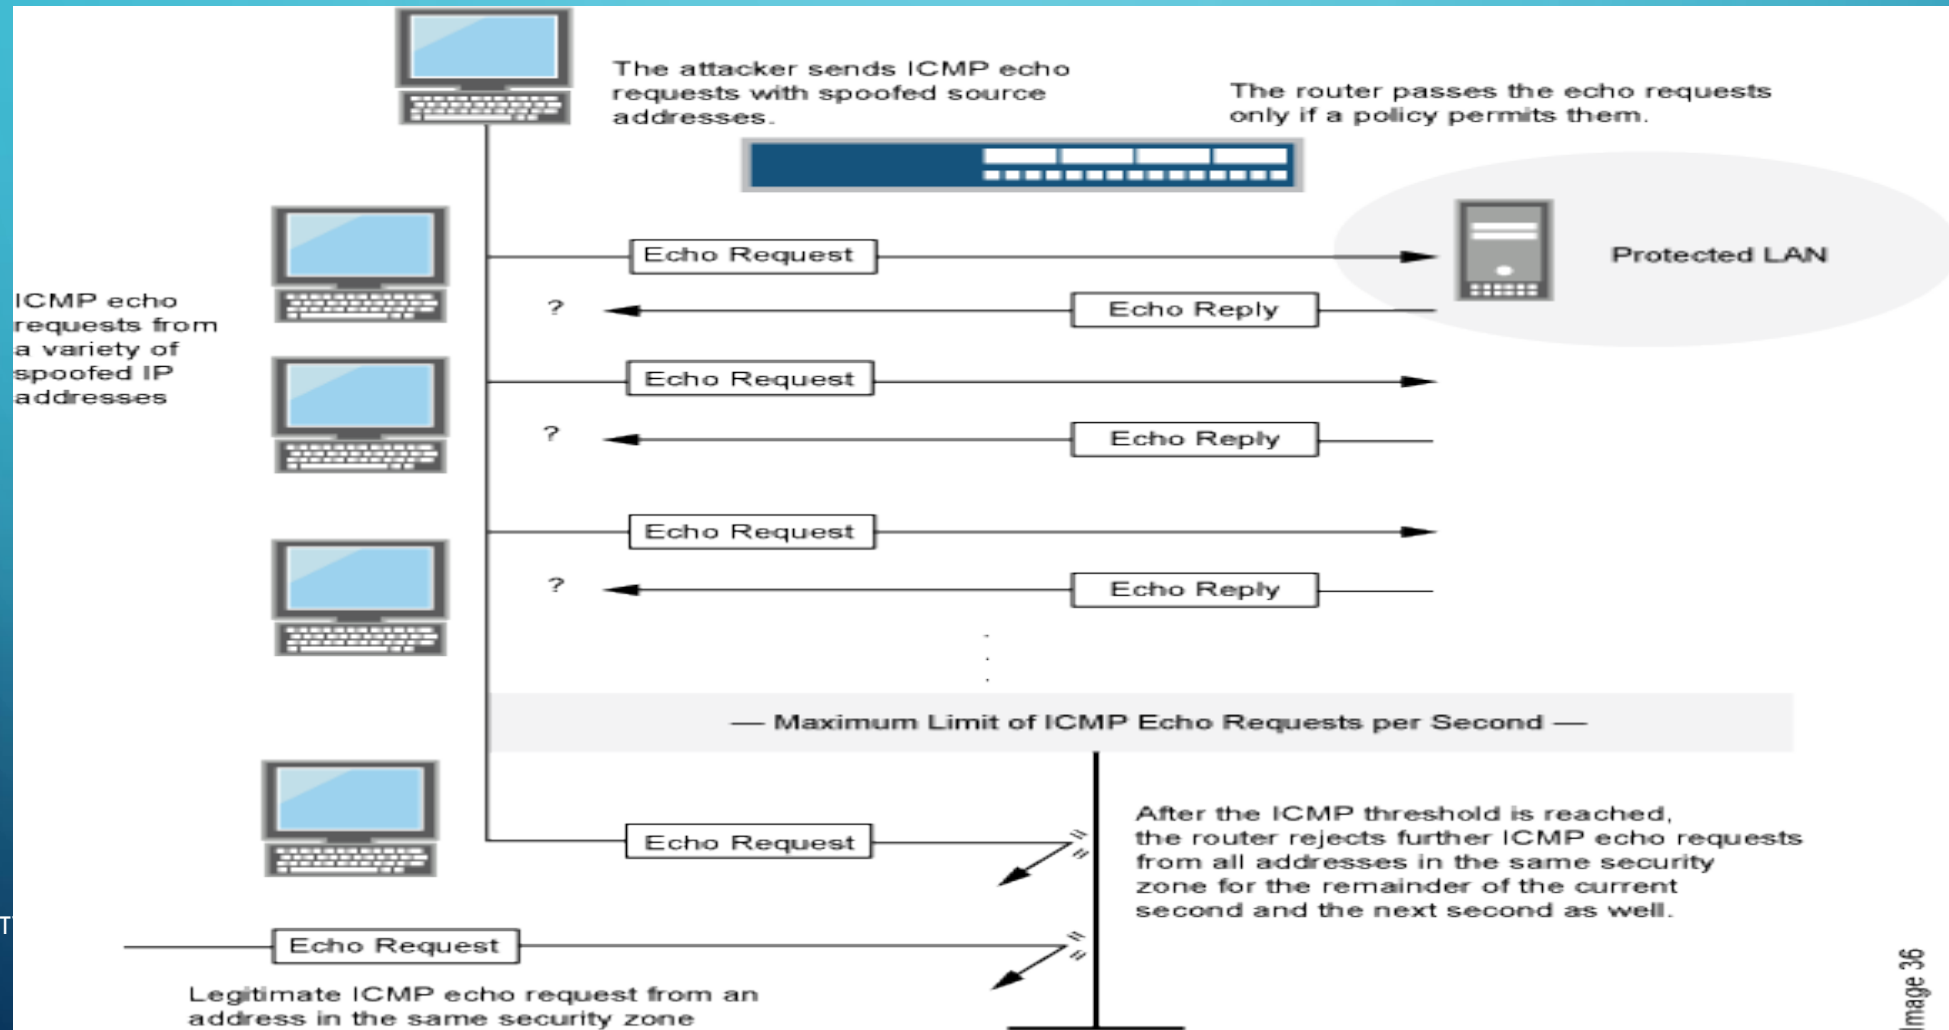 The attacker sends ICMP echo
requests with spoofed source
addresses.
The router passes the echo requests
only if a policy permits them.
Echo Request
Protected LAN
ICMP echo
requests from
a variety of
spoofed IP
addresses
?
Echo Reply
Echo Request
?
Echo Reply
Echo Request
?
Echo Reply
— Maximum Limit of ICMP Echo Requests per Second —
Echo Request
After the ICMP threshold is reached,
the router rejects further ICMP echo requests
from all addresses in the same security
zone for the remainder of the current
second and the next second as well.
Echo Request
Legitimate ICMP echo request from an
address in the same security zone
T
Image 36